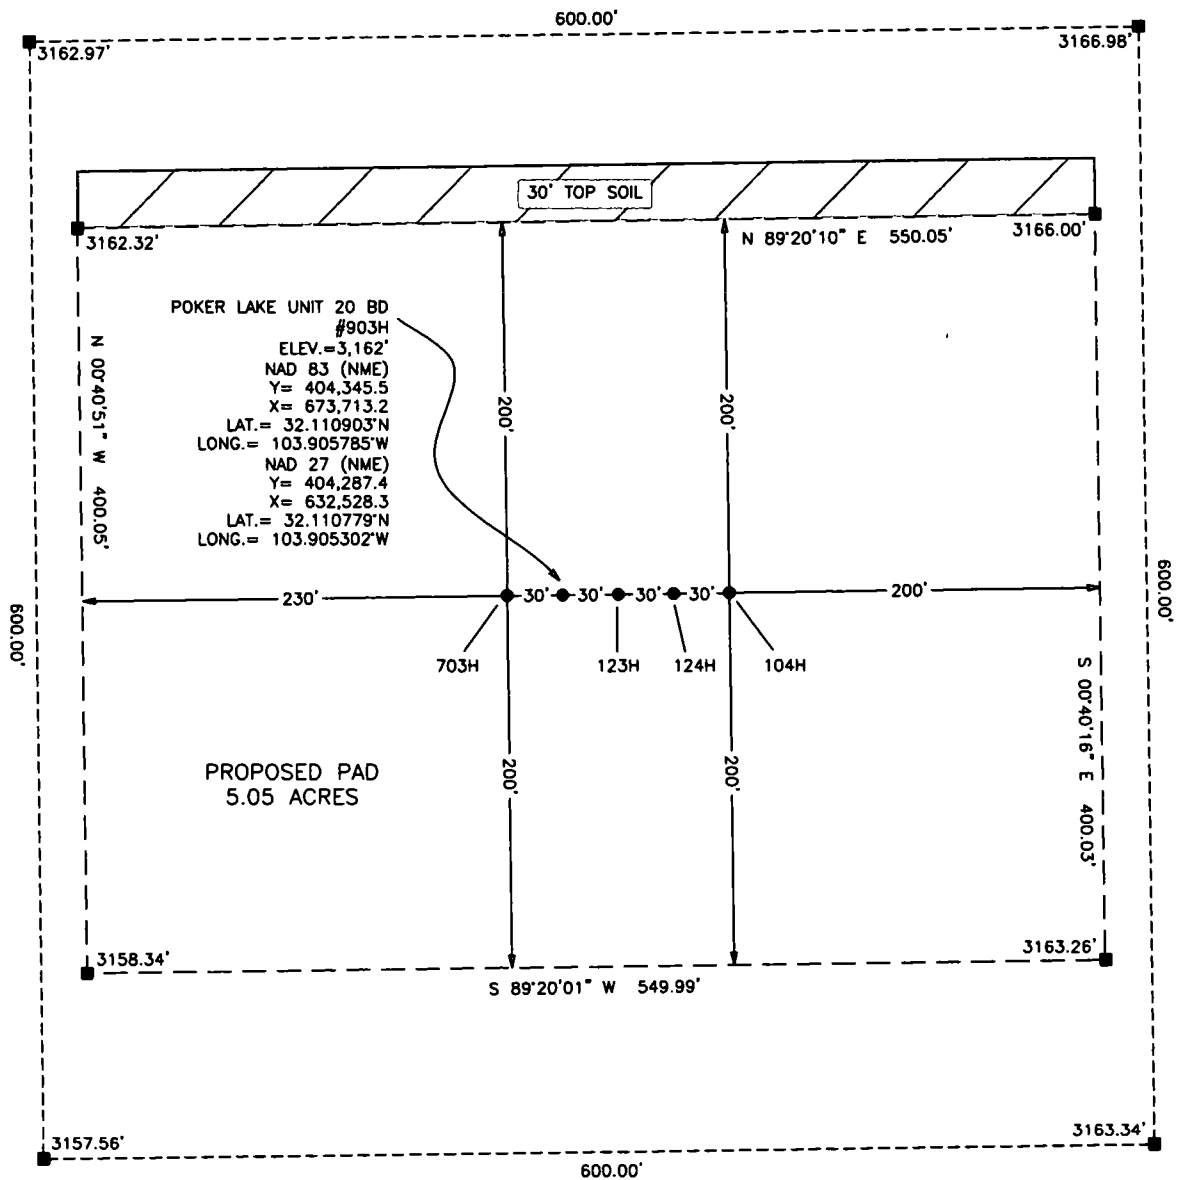 600.00'
3162.97'
3166.98'
30' TOP SOIL
3162.32'
N 89°20'10" E 550.05'
3166.00'
POKER LAKE UNIT 20 BD
#903H
ELEV.=3,162'
NAD 83 (NME)
Y= 404,345.5
X= 673,713.2
LAT.= 32.110903°N
LONG.= 103.905785°W
NAD 27 (NME)
Y= 404,287.4
X= 632,528.3
LAT.= 32.110779°N
LONG.= 103.905302°W
N 00°40'51" W 400.05'
200'
200'
230'
30'
30'
30'
30'
200'
600.00'
600.00'
703H
123H
124H
104H
S 00°40'16" E 400.03'
200'
200'
PROPOSED PAD
5.05 ACRES
3158.34'
3163.26'
S 89°20'01" W 549.99'
3157.56'
3163.34'
600.00'